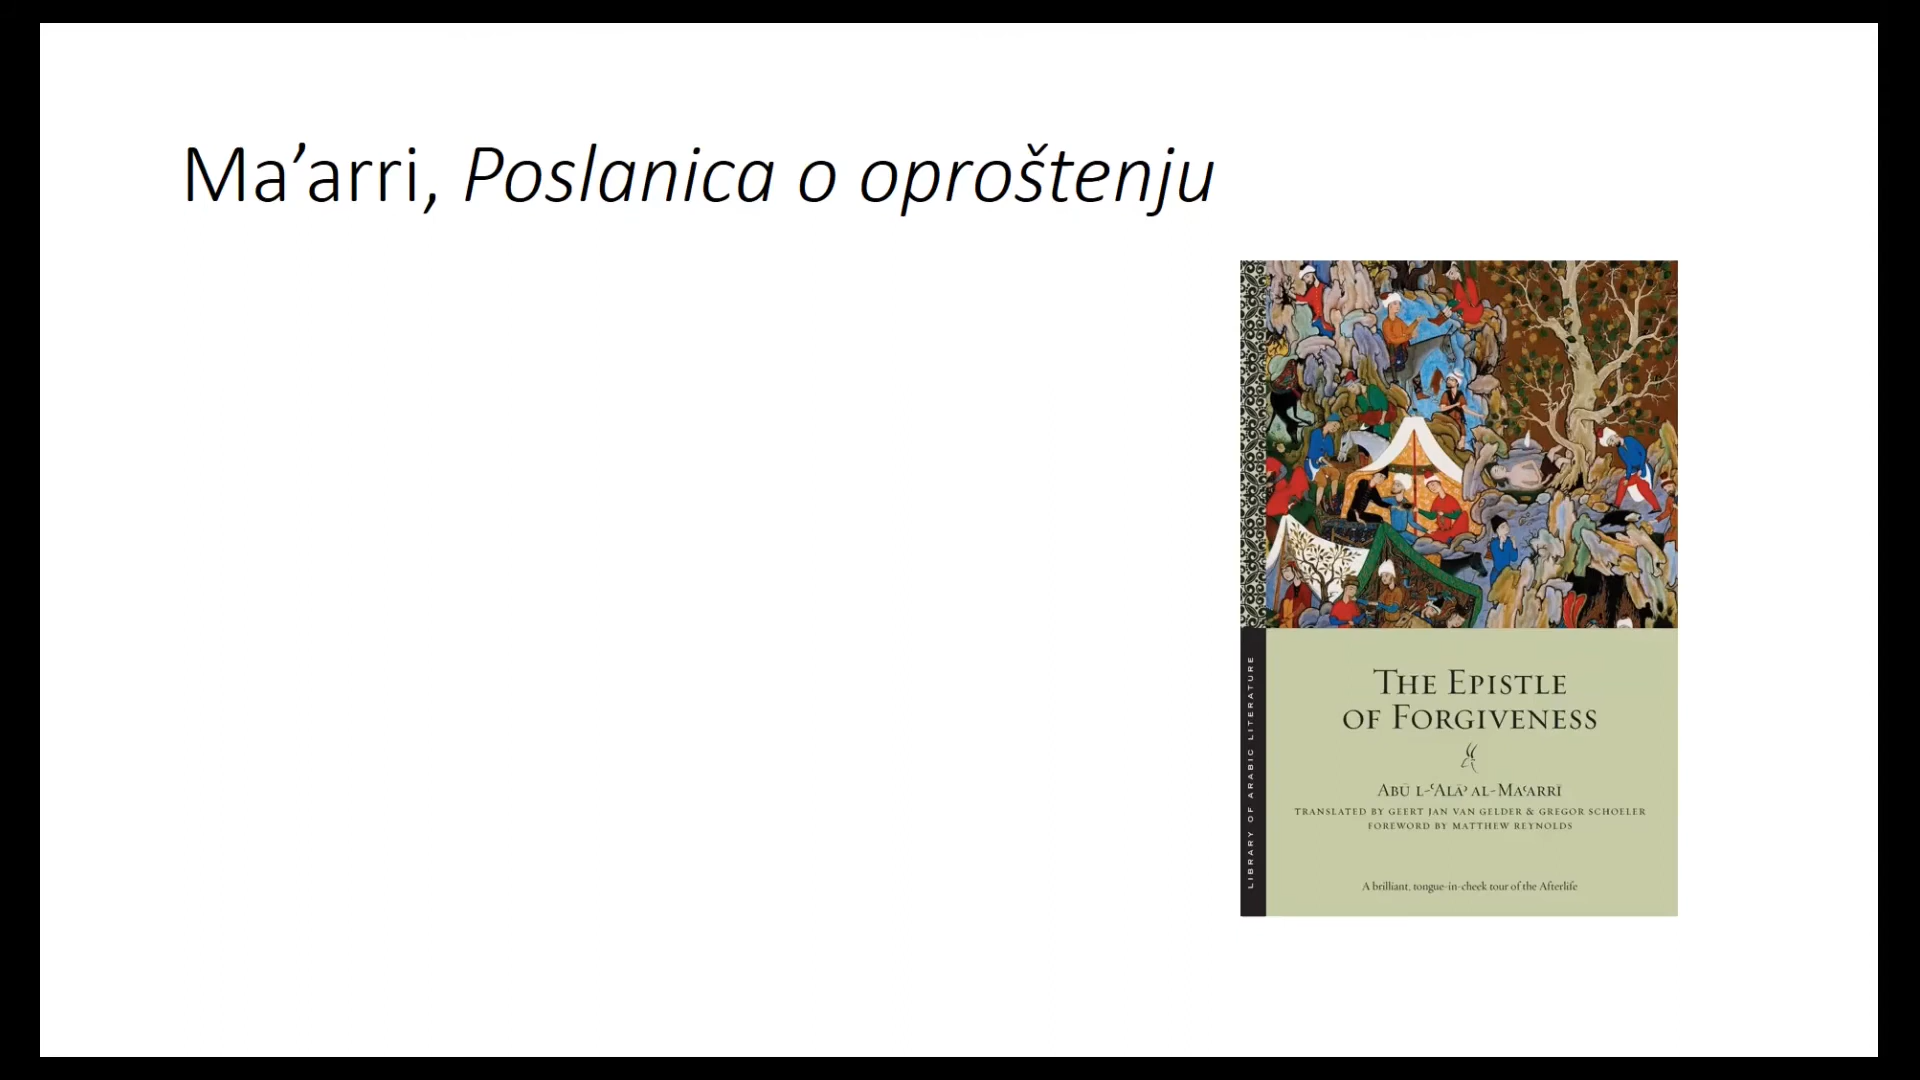 Ma’arri, Poslanica o oproštenju
LIBRARY OF ARABIC LITERATURE
THE EPISTLE
OF FORGIVENESS
ABŪ L-ʿALĀʾ AL-MAʿARRĪ
TRANSLATED BY GEERT JAN VAN GELDER & GREGOR SCHOELER
FOREWORD BY MATTHEW REYNOLDS
A brilliant, tongue-in-cheek tour of the Afterlife